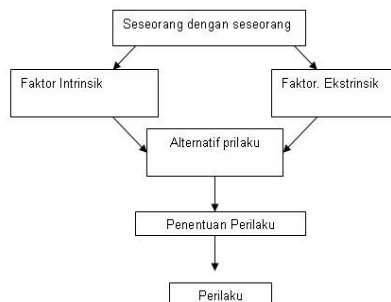 Seseorang dengan seseorang
Faktor Intrinsik
Faktor. Ekstrinsik
Alternatif prilaku
Penentuan Perilaku
Perilaku